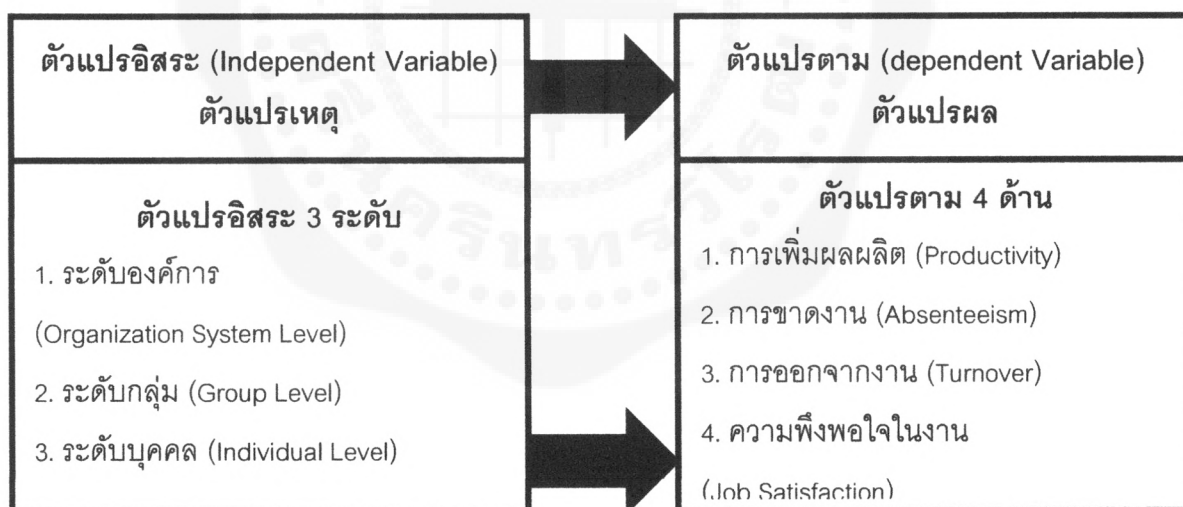 ตัวแปรอิสระ (Independent Variable)
ตัวแปรเหตุ
ตัวแปรอิสระ 3 ระดับ
1. ระดับองค์การ
(Organization System Level)
2. ระดับกลุ่ม (Group Level)
3. ระดับบุคคล (Individual Level)
ตัวแปรตาม (dependent Variable)
ตัวแปรผล
ตัวแปรตาม 4 ด้าน
1. การเพิ่มผลผลิต (Productivity)
2. การขาดงาน (Absenteeism)
3. การออกจากงาน (Turnover)
4. ความพึงพอใจในงาน
(Job Satisfaction)